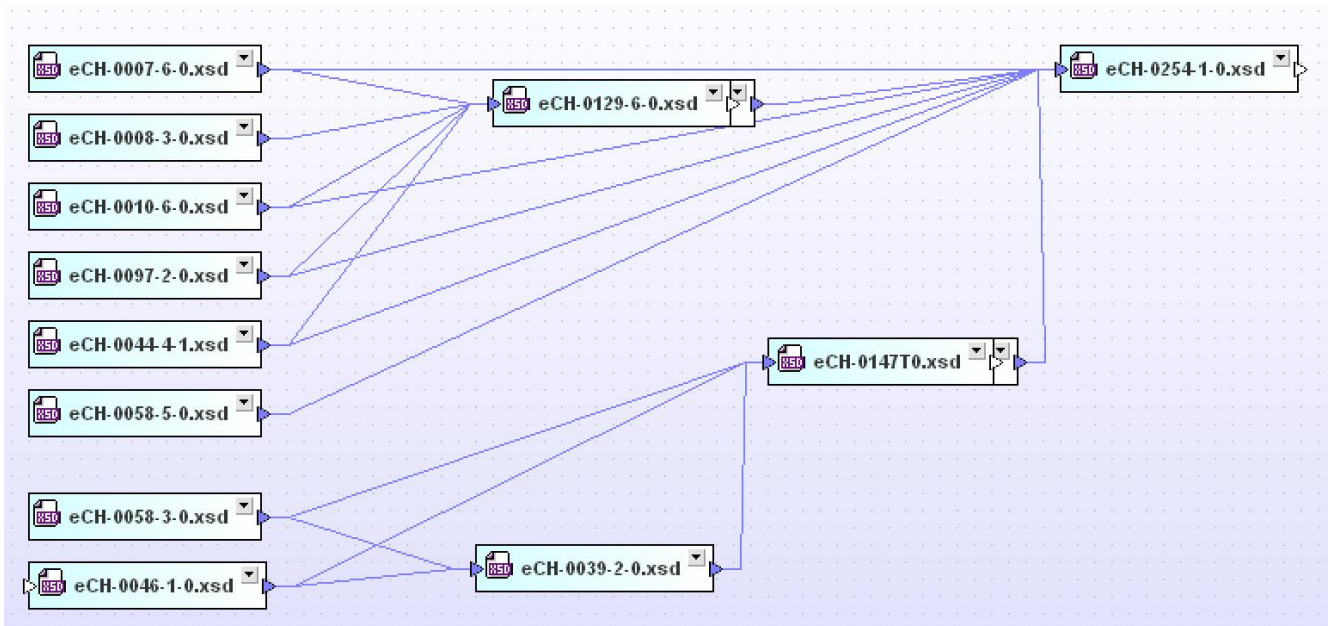 eCH-0007-6-0.xsd
eCH-0254-1-0.xsd
eCH-0129-6-0.xsd
eCH-0008-3-0.xsd
eCH-0010-6-0.xsd
eCH-0097-2-0.xsd
eCH-0044-4-1.xsd
eCH-0147T0.xsd
eCH-0058-5-0.xsd
eCH-0058-3-0.xsd
eCH-0039-2-0.xsd
eCH-0046-1-0.xsd